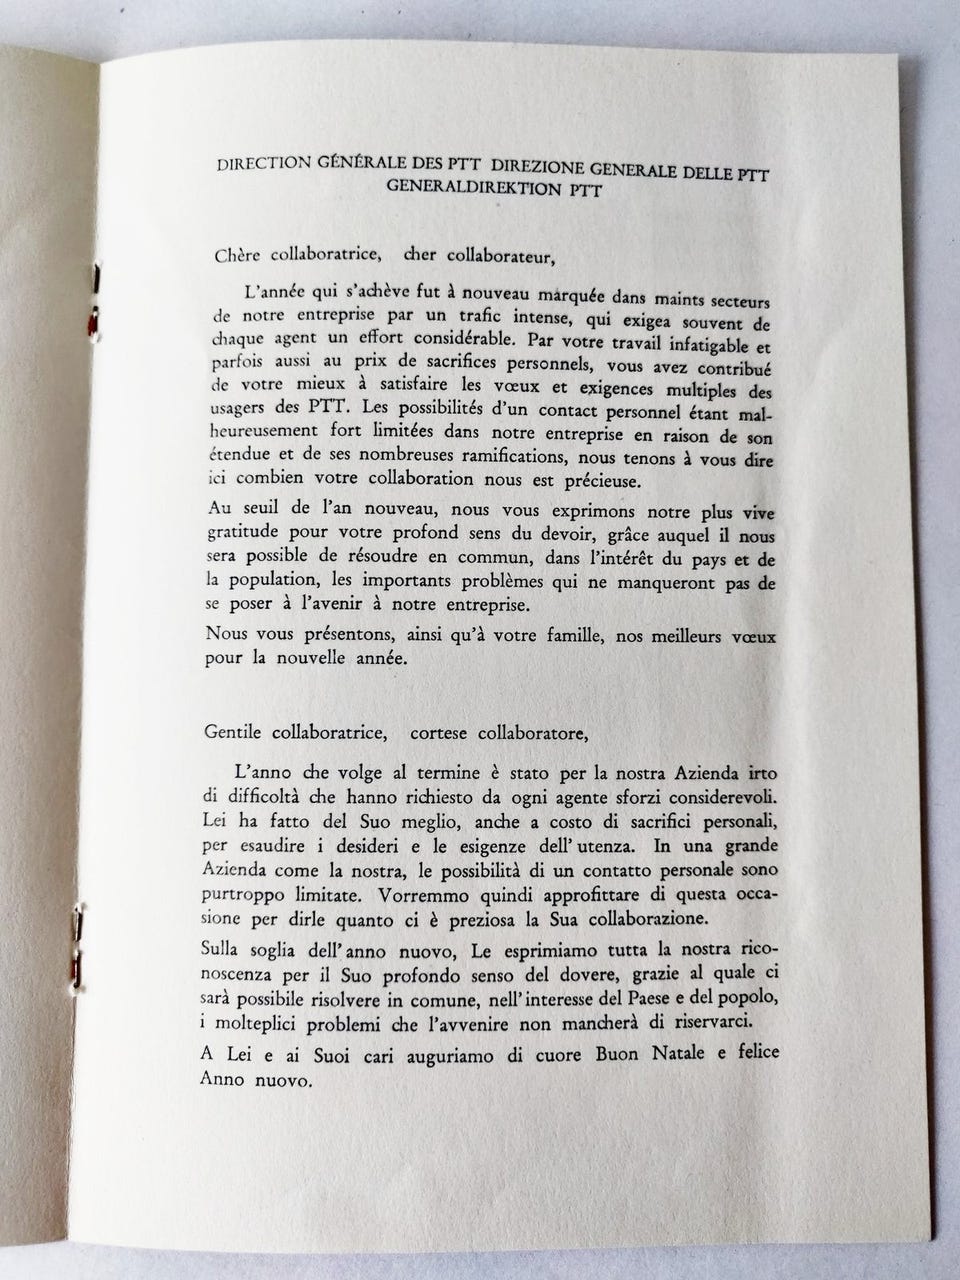 DIRECTION GÉNÉRALE DES PTT DIREZIONE GENERALE DELLE PTT
GENERALDIREKTION PTT
Chère collaboratrice, cher collaborateur,
L'année qui s'achève fut à nouveau marquée dans maints secteurs
de notre entreprise par un trafic intense, qui exigea souvent de
chaque agent un effort considérable. Par votre travail infatigable et
parfois aussi au prix de sacrifices personnels, vous avez contribué
de votre mieux à satisfaire les vœux et exigences multiples des
usagers des PTT. Les possibilités d'un contact personnel étant mal-
heureusement fort limitées dans notre entreprise en raison de son
étendue et de ses nombreuses ramifications, nous tenons à vous dire
ici combien votre collaboration nous est précieuse.
Au seuil de l'an nouveau, nous vous exprimons notre plus vive
gratitude pour votre profond sens du devoir, grâce auquel il nous
sera possible de résoudre en commun, dans l'intérêt du pays et de
la population, les importants problèmes qui ne manqueront pas de
se poser à l'avenir à notre entreprise.
Nous vous présentons, ainsi qu'à votre famille, nos meilleurs vœux
pour la nouvelle année.
Gentile collaboratrice, cortese collaboratore,
L'anno che volge al termine è stato per la nostra Azienda irto
di difficoltà che hanno richiesto da ogni agente sforzi considerevoli.
Lei ha fatto del Suo meglio, anche a costo di sacrifici personali,
per esaudire i desideri e le esigenze dell'utenza. In una grande
Azienda come la nostra, le possibilità di un contatto personale sono
purtroppo limitate. Vorremmo quindi approfittare di questa occa-
sione per dirle quanto ci è preziosa la Sua collaborazione.
Sulla soglia dell'anno nuovo, Le esprimiamo tutta la nostra rico-
noscenza per il Suo profondo senso del dovere, grazie al quale ci
sarà possibile risolvere in comune, nell'interesse del Paese e del popolo,
i molteplici problemi che l'avvenire non mancherà di riservarci.
A Lei e ai Suoi cari auguriamo di cuore Buon Natale e felice
Anno nuovo.